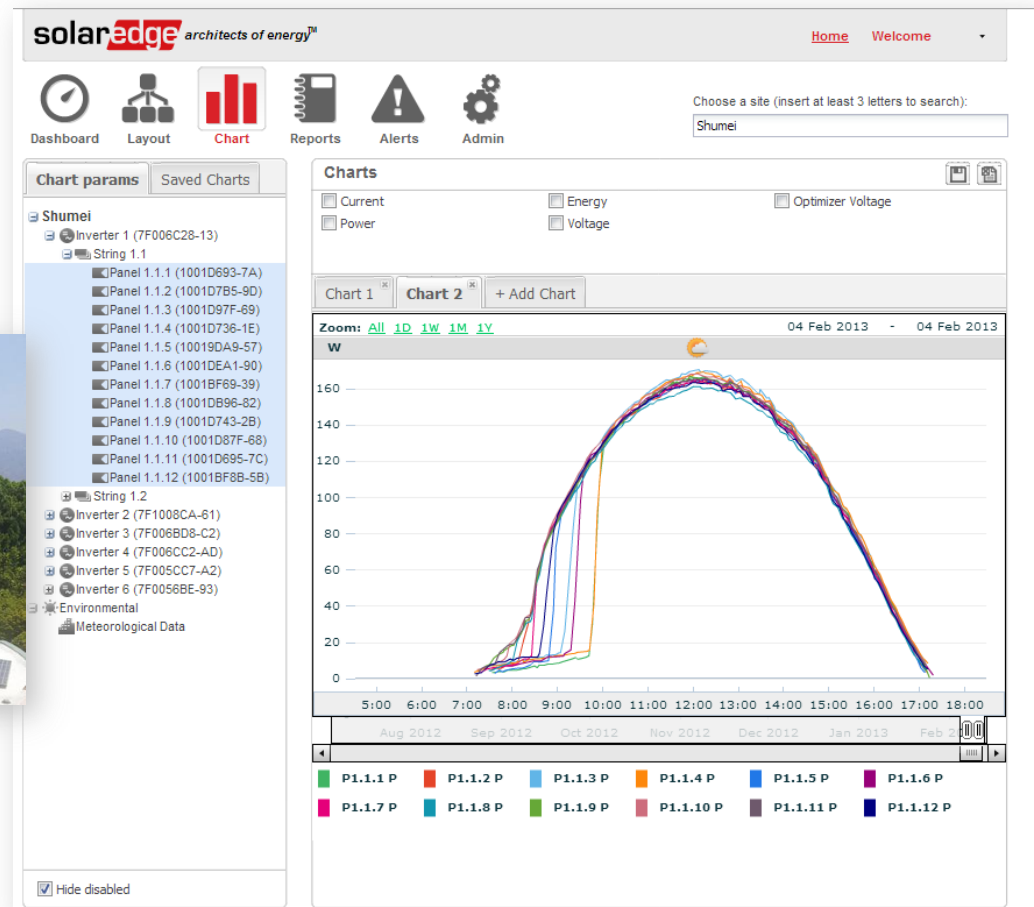 solaredge architects of energy™
Home Welcome
Dashboard Layout Chart Reports Alerts Admin
Choose a site (insert at least 3 letters to search):
Shumei
Chart params Saved Charts
Shumei
Inverter 1 (7F006C28-13)
String 1.1
Panel 1.1.1 (1001D693-7A)
Panel 1.1.2 (1001D7B5-9D)
Panel 1.1.3 (1001D97F-69)
Panel 1.1.4 (1001D736-1E)
Panel 1.1.5 (10019DA9-57)
Panel 1.1.6 (1001DEA1-90)
Panel 1.1.7 (1001BF69-39)
Panel 1.1.8 (1001DB96-82)
Panel 1.1.9 (1001D743-2B)
Panel 1.1.10 (1001D87F-68)
Panel 1.1.11 (1001D695-7C)
Panel 1.1.12 (1001BF8B-5B)
String 1.2
Inverter 2 (7F1008CA-61)
Inverter 3 (7F006BD8-C2)
Inverter 4 (7F006CC2-AD)
Inverter 5 (7F005CC7-A2)
Inverter 6 (7F0056BE-93)
Environmental
Meteorological Data
Hide disabled
Charts
Current Energy Optimizer Voltage
Power Voltage
Chart 1 Chart 2 + Add Chart
Zoom: All 1D 1W 1M 1Y 04 Feb 2013 - 04 Feb 2013
W
160
140
120
100
80
60
40
20
0
5:00 6:00 7:00 8:00 9:00 10:00 11:00 12:00 13:00 14:00 15:00 16:00 17:00 18:00
Aug 2012 Sep 2012 Oct 2012 Nov 2012 Dec 2012 Jan 2013 Feb
P1.1.1 P P1.1.2 P P1.1.3 P P1.1.4 P P1.1.5 P P1.1.6 P
P1.1.7 P P1.1.8 P P1.1.9 P P1.1.10 P P1.1.11 P P1.1.12 P